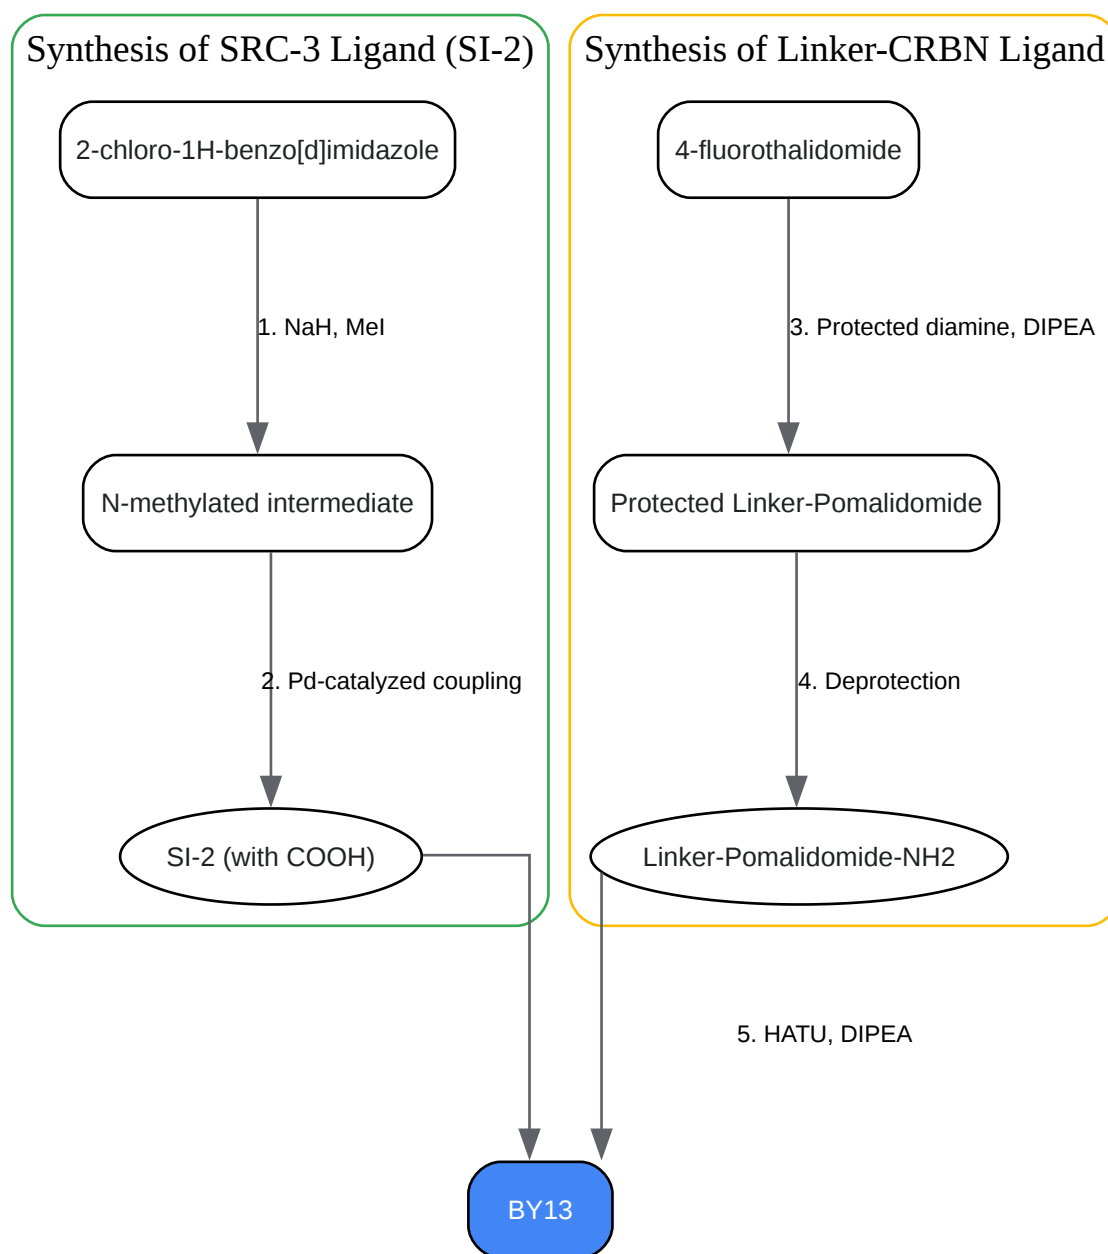 Synthesis of SRC-3 Ligand (SI-2)
2-chloro-1H-benzo[d]imidazole
1. NaH, MeI
N-methylated intermediate
2. Pd-catalyzed coupling
SI-2 (with COOH)
Synthesis of Linker-CRBN Ligand
4-fluorothalidomide
3. Protected diamine, DIPEA
Protected Linker-Pomalidomide
4. Deprotection
Linker-Pomalidomide-NH2
5. HATU, DIPEA
BY13